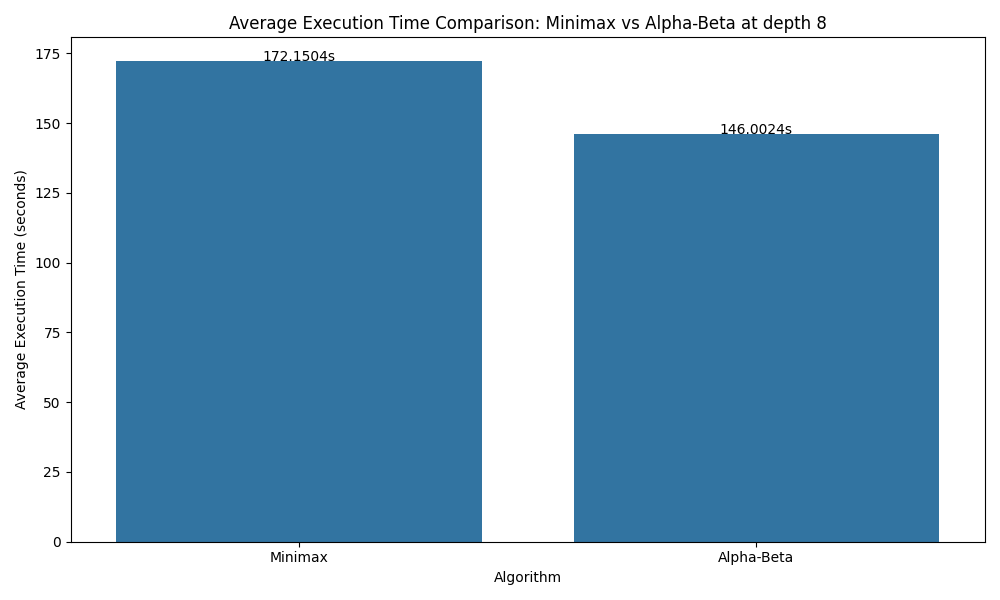 Average Execution Time Comparison: Minimax vs Alpha-Beta at depth 8
Average Execution Time (seconds)
175
150
125
100
75
50
25
0
172.1504s
146.0024s
Minimax
Alpha-Beta
Algorithm